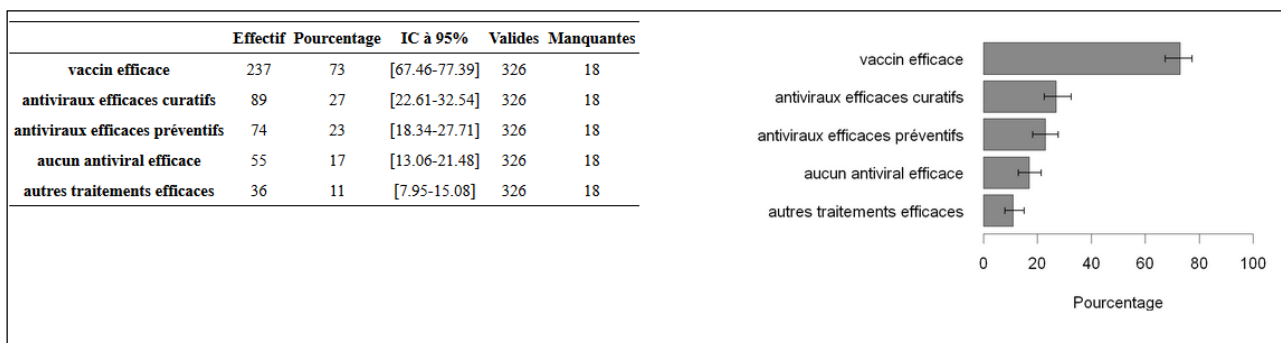 Effectif Pourcentage IC à 95% Valides Manquantes
vaccin efficace 237 73 [67.46-77.39] 326 18
antiviraux efficaces curatifs 89 27 [22.61-32.54] 326 18
antiviraux efficaces préventifs 74 23 [18.34-27.71] 326 18
aucun antiviral efficace 55 17 [13.06-21.48] 326 18
autres traitements efficaces 36 11 [7.95-15.08] 326 18
vaccin efficace
antiviraux efficaces curatifs
antiviraux efficaces préventifs
aucun antiviral efficace
autres traitements efficaces
0 20 40 60 80 100
Pourcentage